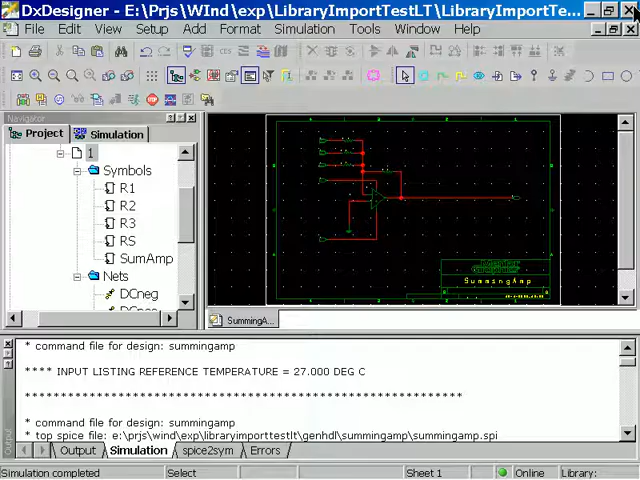 DxDesigner - E:\Prjs\WInd\exp\LibraryImportTestLT\LibraryImportTe...
File Edit View Setup Add Format Simulation Tools Window Help
Navigator
Project Simulation
1
Symbols
R1
R2
R3
RS
SumAmp
Nets
DCneg
SummingAmp
SummingA...
* command file for design: summingamp
**** INPUT LISTING REFERENCE TEMPERATURE = 27.000 DEG C
***********************************************************************
* command file for design: summingamp
* top spice file: e:\prjs\wind\exp\libraryimporttestlt\genhdl\summingamp\summingamp.spi
Output
Output Simulation spice2sym Errors
Simulation completed Select Sheet 1 Online Library: